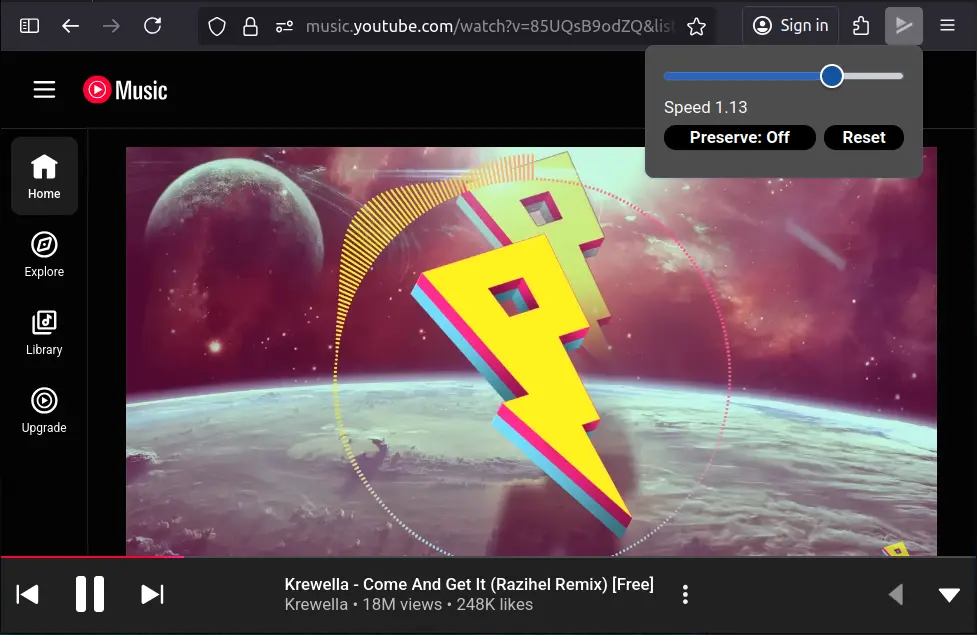 music.youtube.com/watch?v=85UQsB9odZQ&lis
Sign in
Music
Speed 1.13
Preserve: Off
Reset
Home
Explore
Library
Upgrade
Krewella - Come And Get It (Razihel Remix) [Free]
Krewella • 18M views • 248K likes